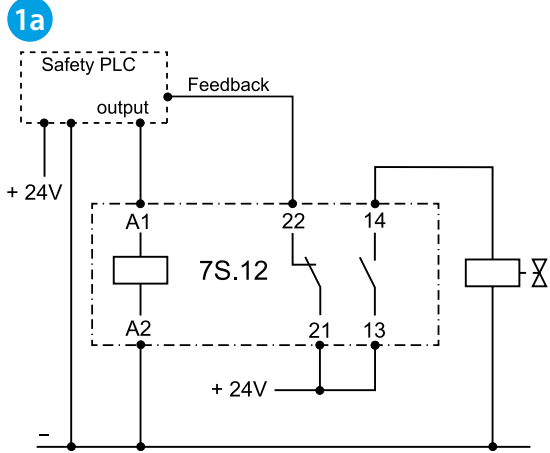 1a
Safety PLC
Feedback
output
+ 24V
A1
22
14
7S.12
A2
21
13
+ 24V
–